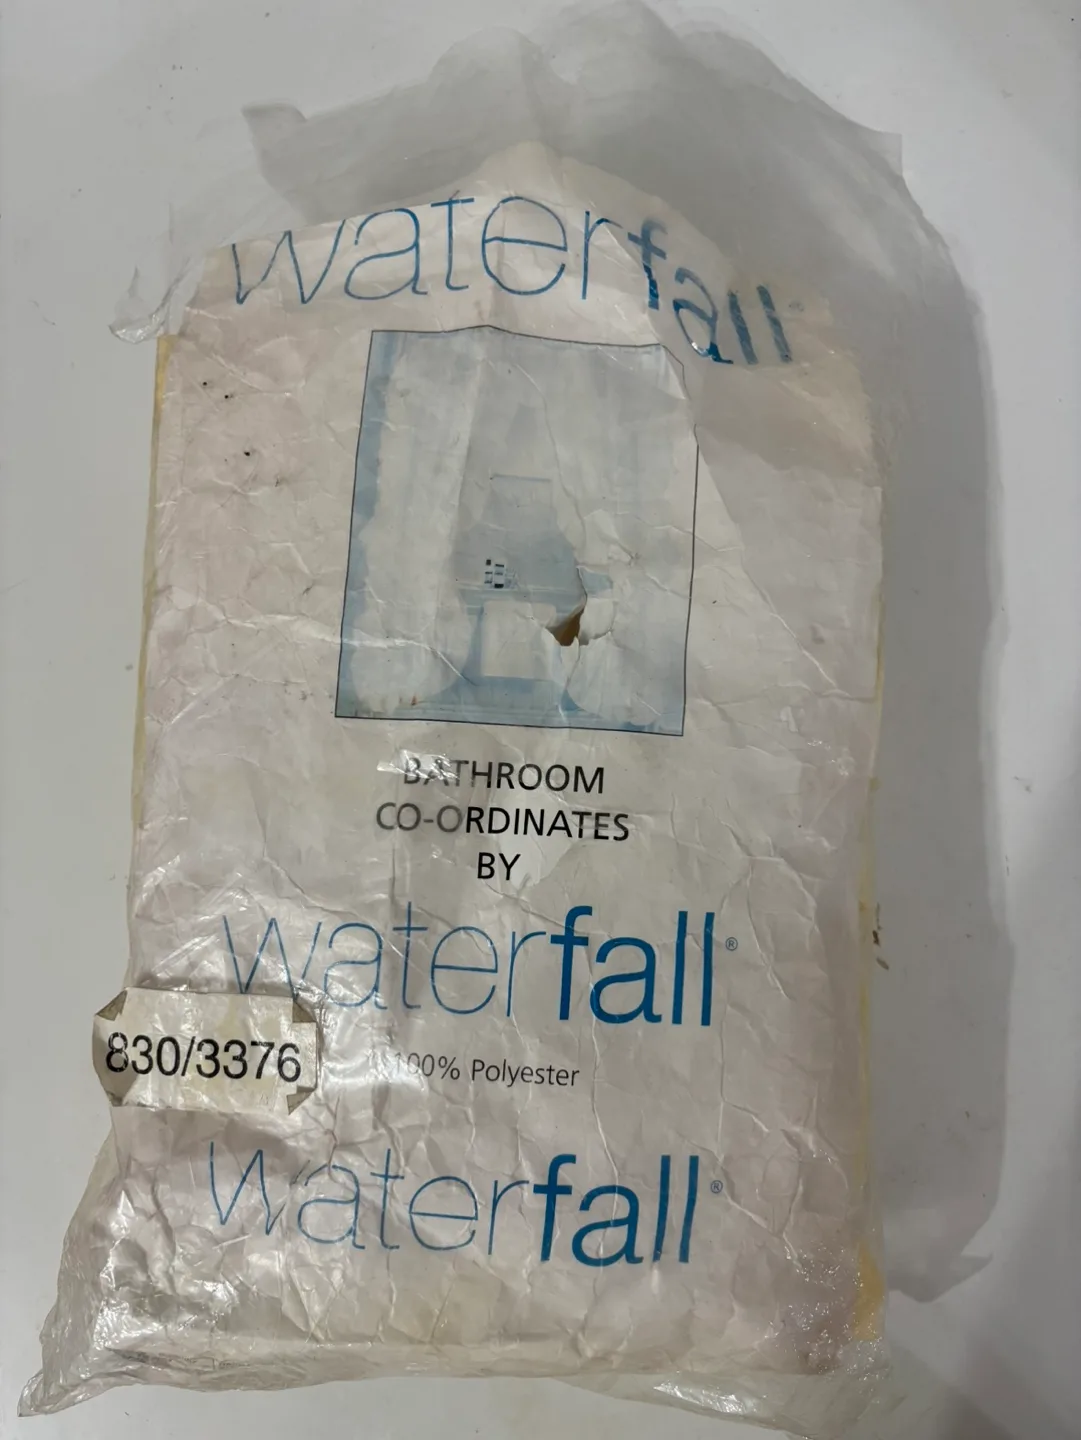 waterfall
BATHROOM
CO-ORDINATES
BY
waterfall®
830/3376
100% Polyester
waterfall®